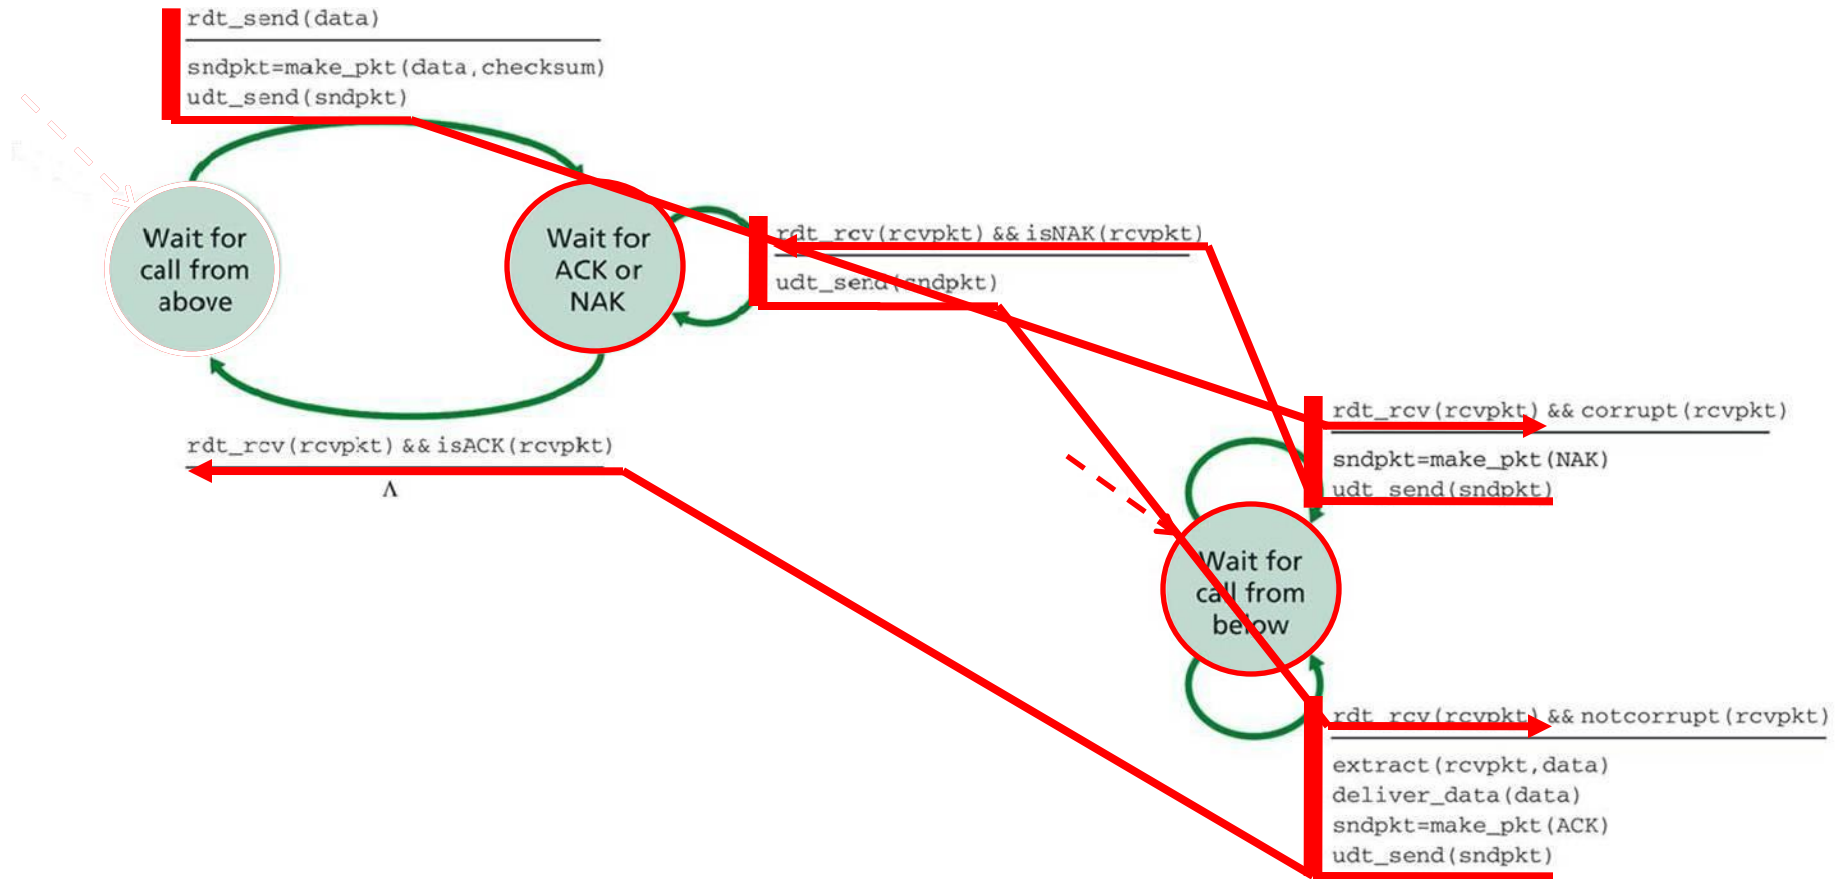 rdt_send(data)
sndpkt=make_pkt(data,checksum)
udt_send(sndpkt)
Wait for
call from
above
Wait for
ACK or
NAK
rdt_rcv(rcvpkt) && isNAK(rcvpkt)
udt_send(sndpkt)
rdt_rcv(rcvpkt) && isACK(rcvpkt)
Λ
rdt_rcv(rcvpkt) && corrupt(rcvpkt)
sndpkt=make_pkt(NAK)
udt_send(sndpkt)
Wait for
call from
below
rdt_rcv(rcvpkt) && notcorrupt(rcvpkt)
extract(rcvpkt,data)
deliver_data(data)
sndpkt=make_pkt(ACK)
udt_send(sndpkt)